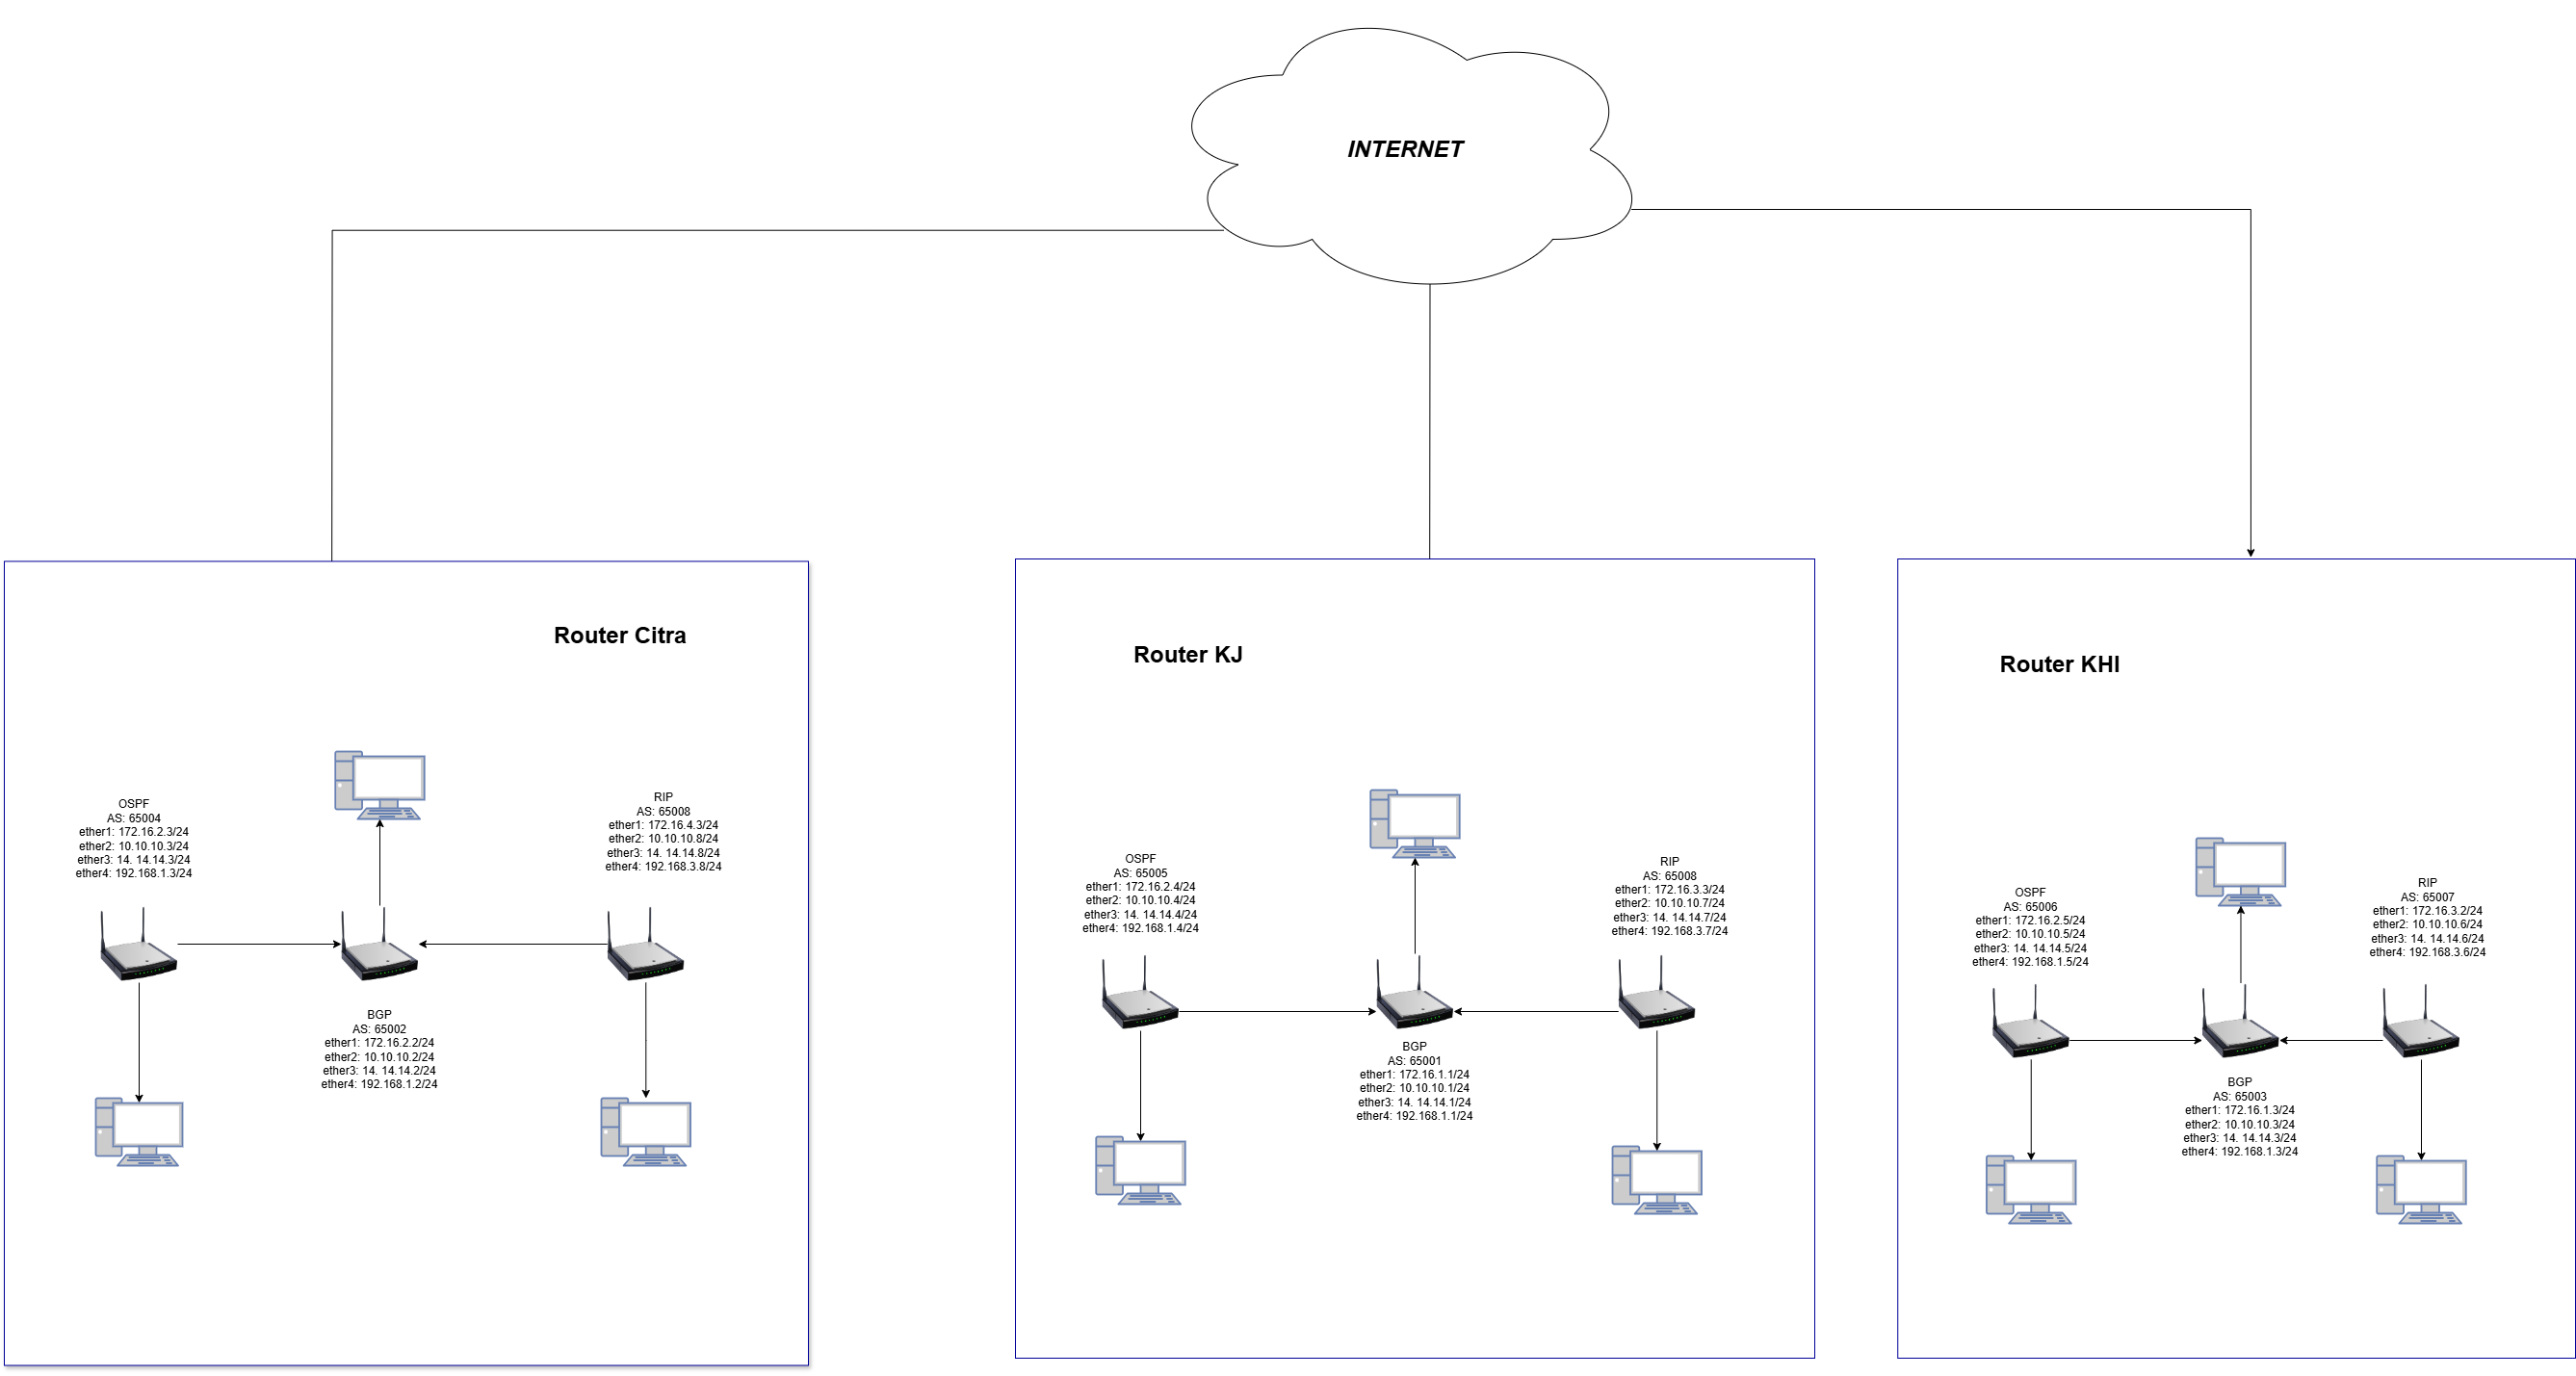 INTERNET
Router Citra
OSPF
AS: 65004
ether1: 172.16.2.3/24
ether2: 10.10.10.3/24
ether3: 14. 14.14.3/24
ether4: 192.168.1.3/24
RIP
AS: 65008
ether1: 172.16.4.3/24
ether2: 10.10.10.8/24
ether3: 14. 14.14.8/24
ether4: 192.168.3.8/24
BGP
AS: 65002
ether1: 172.16.2.2/24
ether2: 10.10.10.2/24
ether3: 14. 14.14.2/24
ether4: 192.168.1.2/24
Router KJ
OSPF
AS: 65005
ether1: 172.16.2.4/24
ether2: 10.10.10.4/24
ether3: 14. 14.14.4/24
ether4: 192.168.1.4/24
RIP
AS: 65008
ether1: 172.16.3.3/24
ether2: 10.10.10.7/24
ether3: 14. 14.14.7/24
ether4: 192.168.3.7/24
BGP
AS: 65001
ether1: 172.16.1.1/24
ether2: 10.10.10.1/24
ether3: 14. 14.14.1/24
ether4: 192.168.1.1/24
Router KHI
OSPF
AS: 65006
ether1: 172.16.2.5/24
ether2: 10.10.10.5/24
ether3: 14. 14.14.5/24
ether4: 192.168.1.5/24
RIP
AS: 65007
ether1: 172.16.3.2/24
ether2: 10.10.10.6/24
ether3: 14. 14.14.6/24
ether4: 192.168.3.6/24
BGP
AS: 65003
ether1: 172.16.1.3/24
ether2: 10.10.10.3/24
ether3: 14. 14.14.3/24
ether4: 192.168.1.3/24